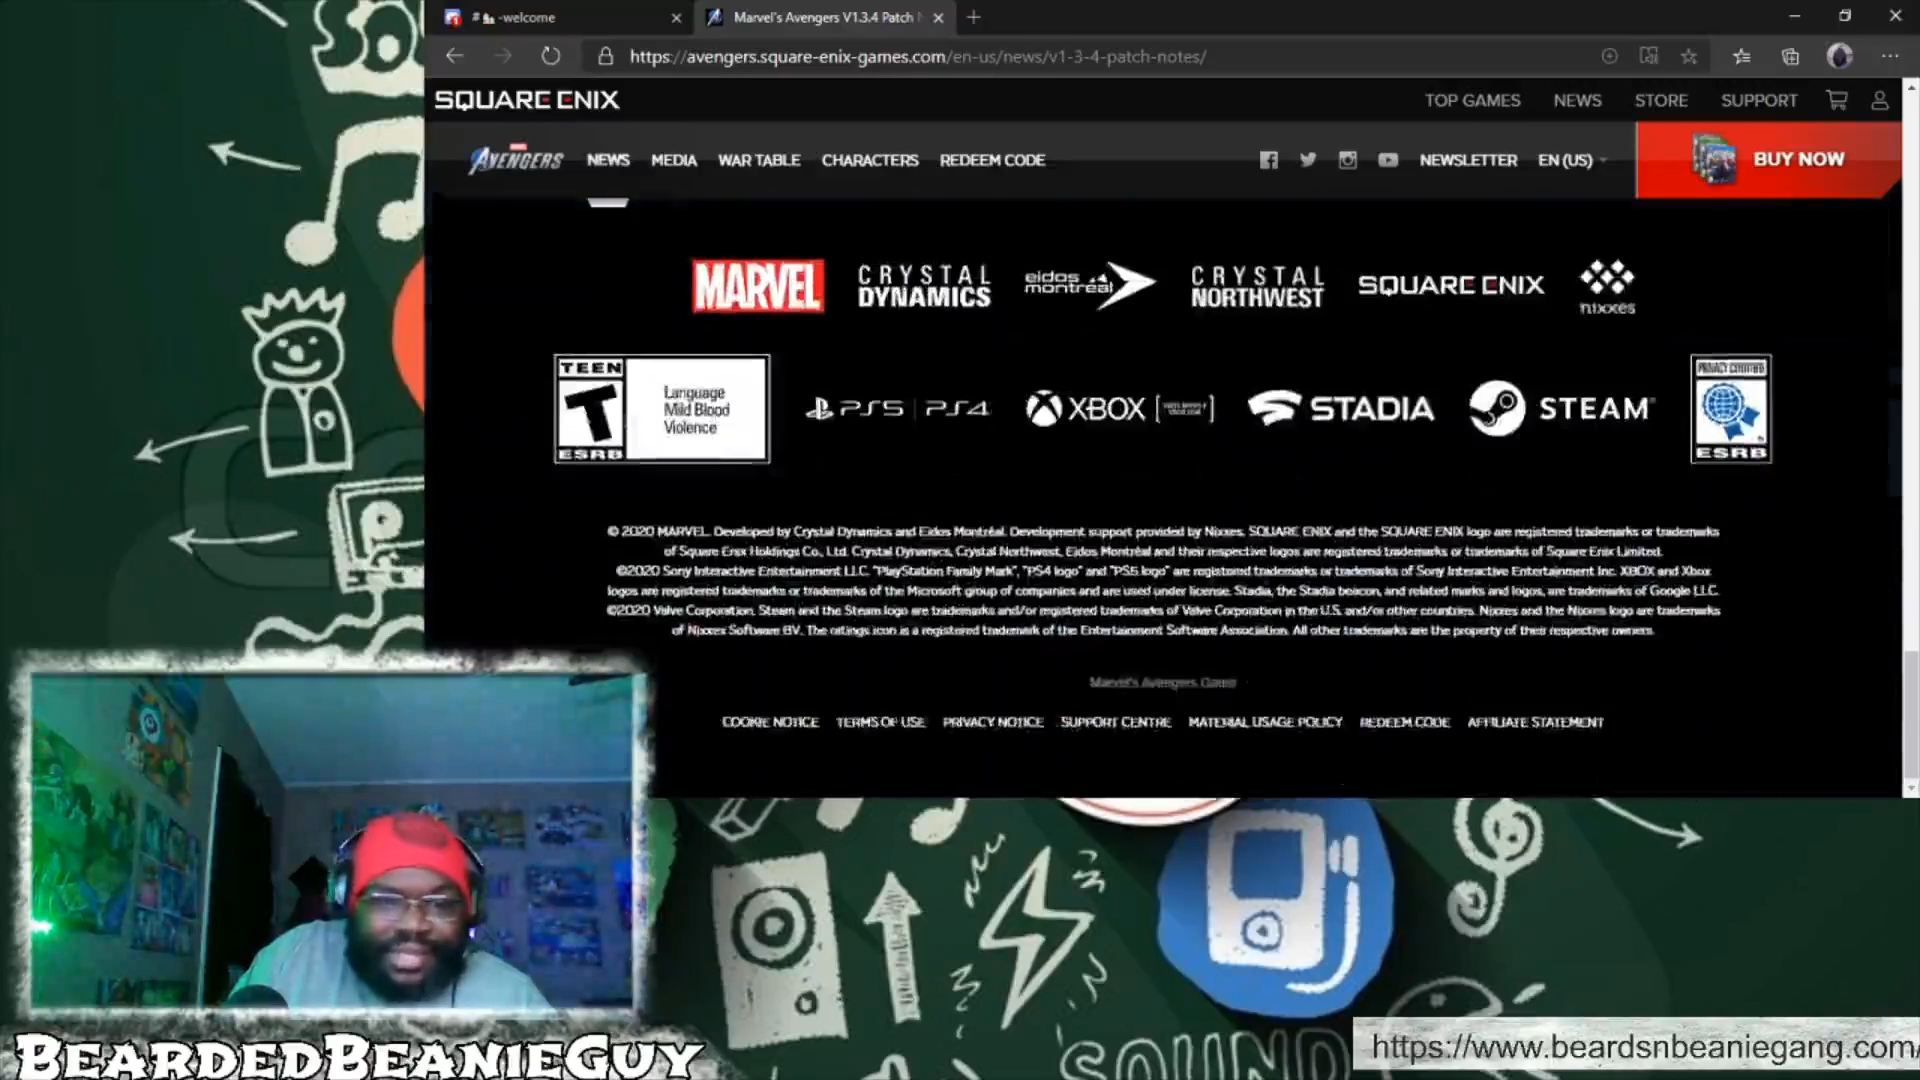 -welcome
Marvel's Avengers V1.3.4 Patch
https://avengers.square-enix-games.com/en-us/news/v1-3-4-patch-notes/
SQUARE ENIX
TOP GAMES NEWS STORE SUPPORT
MARVEL AVENGERS NEWS MEDIA WAR TABLE CHARACTERS REDEEM CODE NEWSLETTER EN (US) BUY NOW
MARVEL CRYSTAL DYNAMICS eidos montréal CRYSTAL NORTHWEST SQUARE ENIX nixxes
TEEN
T
ESRB
Language
Mild Blood
Violence
PS5 PS4 XBOX STADIA STEAM
PRIVACY CERTIFIED
ESRB
© 2020 MARVEL. Developed by Crystal Dynamics and Eidos Montréal. Development support provided by Nixxes. SQUARE ENIX and the SQUARE ENIX logo are registered trademarks or trademarks
of Square Enix Holdings Co., Ltd. Crystal Dynamics, Crystal Northwest, Eidos Montréal and their respective logos are registered trademarks or trademarks of Square Enix Limited.
©2020 Sony Interactive Entertainment LLC. "PlayStation Family Mark", "PS4 logo" and "PS5 logo" are registered trademarks or trademarks of Sony Interactive Entertainment Inc. XBOX and Xbox
logos are registered trademarks or trademarks of the Microsoft group of companies and are used under license. Stadia, the Stadia beacon, and related marks and logos, are trademarks of Google LLC.
©2020 Valve Corporation. Steam and the Steam logo are trademarks and/or registered trademarks of Valve Corporation in the U.S. and/or other countries. Nixxes and the Nixxes logo are trademarks
of Nixxes Software BV. The ratings icon is a registered trademark of the Entertainment Software Association. All other trademarks are the property of their respective owners.
Marvel's Avengers Game
COOKIE NOTICE TERMS OF USE PRIVACY NOTICE SUPPORT CENTRE MATERIAL USAGE POLICY REDEEM CODE AFFILIATE STATEMENT
SOUND
BEARDEDBEANIEGUY
https://www.beardsnbeaniegang.com/